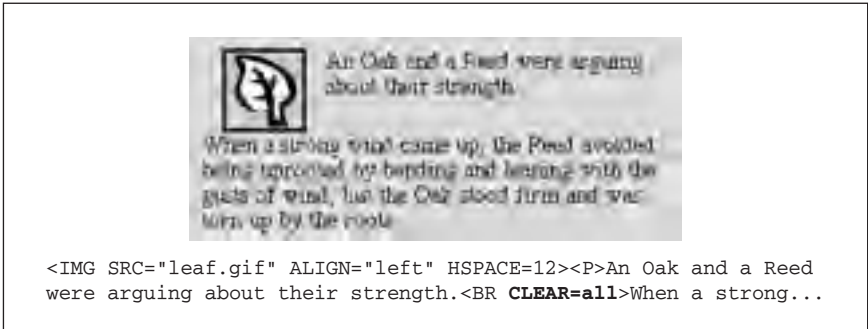 An Oak and a Reed were arguing
about their strength.
When a strong wind came up, the Reed avoided
being uprooted by bending and leaning with the
gusts of wind, but the Oak stood firm and was
torn up by the roots.
<IMG SRC="leaf.gif" ALIGN="left" HSPACE=12><P>An Oak and a Reed
were arguing about their strength.<BR CLEAR=all>When a strong...